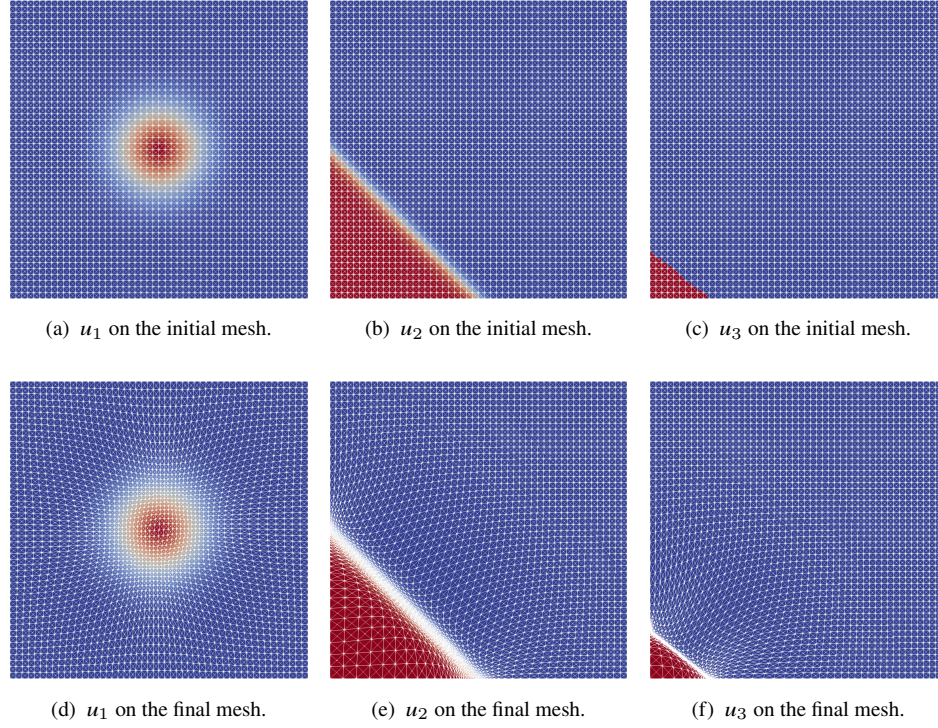 (a) u₁ on the initial mesh.
(b) u₂ on the initial mesh.
(c) u₃ on the initial mesh.
(d) u₁ on the final mesh.
(e) u₂ on the final mesh.
(f) u₃ on the final mesh.